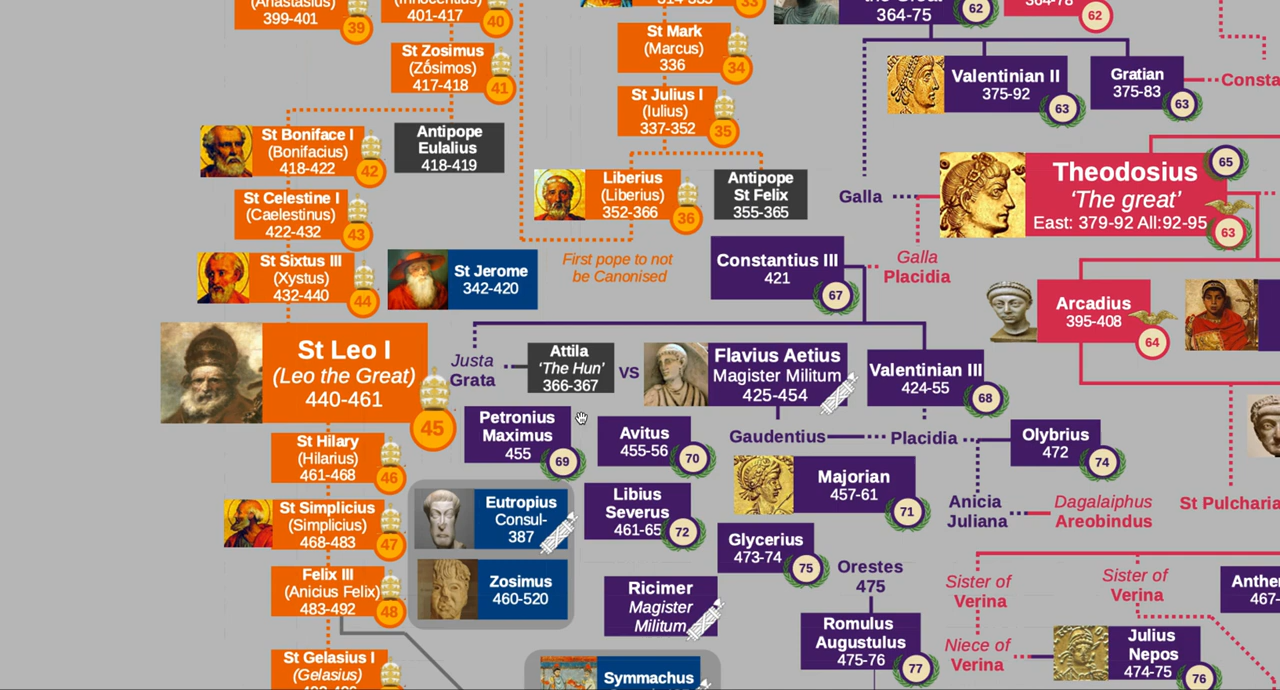 (Anastasius)
399-401
39
(Innocentius)
401-417
40
St Zosimus
(Zósimos)
417-418
41
St Boniface I
(Bonifacius)
418-422
42
Antipope
Eulalius
418-419
St Celestine I
(Caelestinus)
422-432
43
St Sixtus III
(Xystus)
432-440
44
St Jerome
342-420
St Leo I
(Leo the Great)
440-461
45
St Hilary
(Hilarius)
461-468
46
St Simplicius
(Simplicius)
468-483
47
Felix III
(Anicius Felix)
483-492
48
St Gelasius I
(Gelasius)
33
St Mark
(Marcus)
336
34
St Julius I
(Iulius)
337-352
35
Liberius
(Liberius)
352-366
36
Antipope
St Felix
355-365
First pope to not
be Canonised
the Great
364-75
62
364-78
62
Valentinian II
375-92
63
Gratian
375-83
63
Consta
Theodosius
‘The great’
East: 379-92 All:92-95
65
63
Galla
Galla
Placidia
Constantius III
421
67
Arcadius
395-408
64
Justa
Grata
Attila
‘The Hun’
366-367
VS
Flavius Aetius
Magister Militum
425-454
Valentinian III
424-55
68
Petronius
Maximus
455
69
Avitus
455-56
70
Gaudentius
Placidia
Olybrius
472
74
Majorian
457-61
71
Anicia
Juliana
Dagalaiphus
Areobindus
St Pulcharia
Eutropius
Consul-
387
Zosimus
460-520
Libius
Severus
461-65
72
Glycerius
473-74
75
Ricimer
Magister
Militum
Orestes
475
Romulus
Augustulus
475-76
77
Sister of
Verina
Sister of
Verina
Niece of
Verina
Julius
Nepos
474-75
76
Anthe
467-
Symmachus